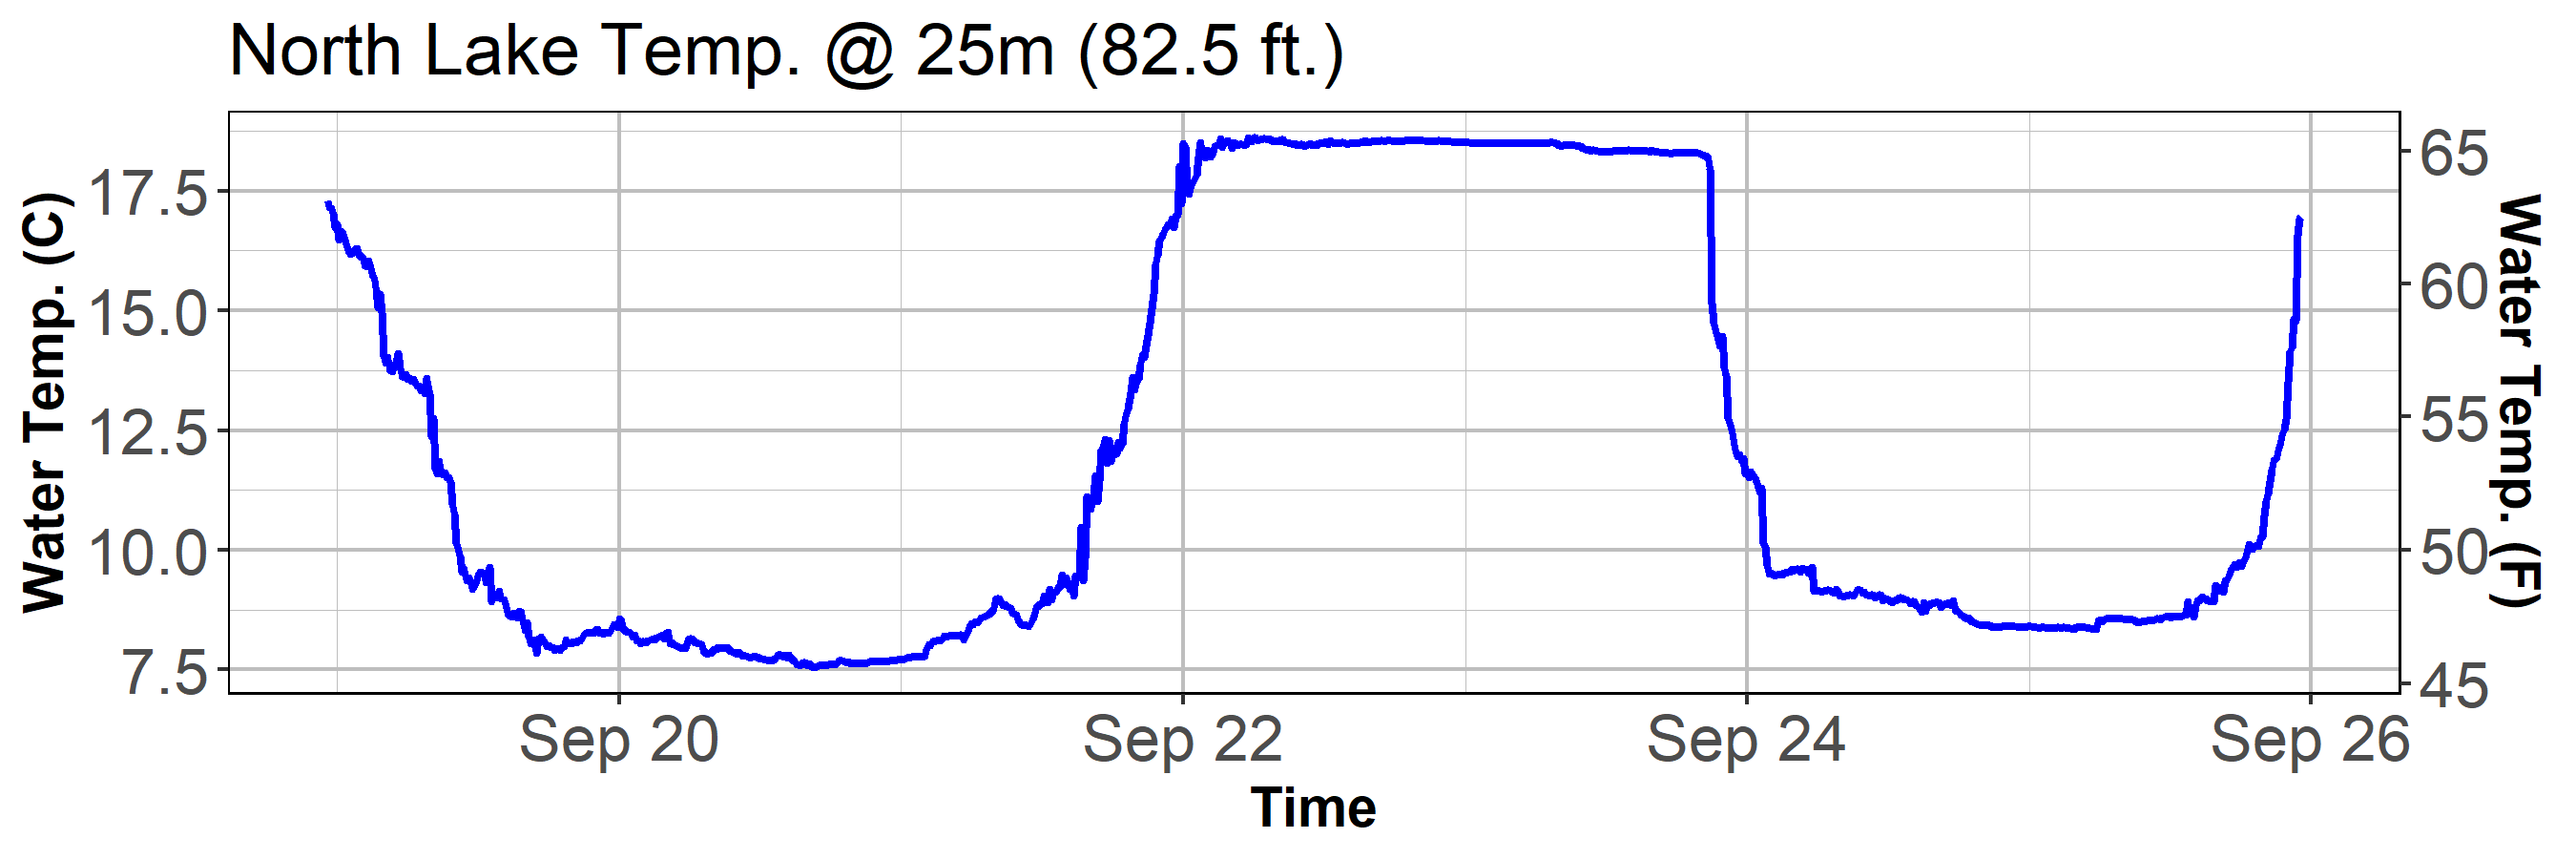 North Lake Temp. @ 25m (82.5 ft.)
Water Temp. (C)
17.5
15.0
12.5
10.0
7.5
65
60
55
50
45
Water Temp. (F)
Sep 20
Sep 22
Sep 24
Sep 26
Time